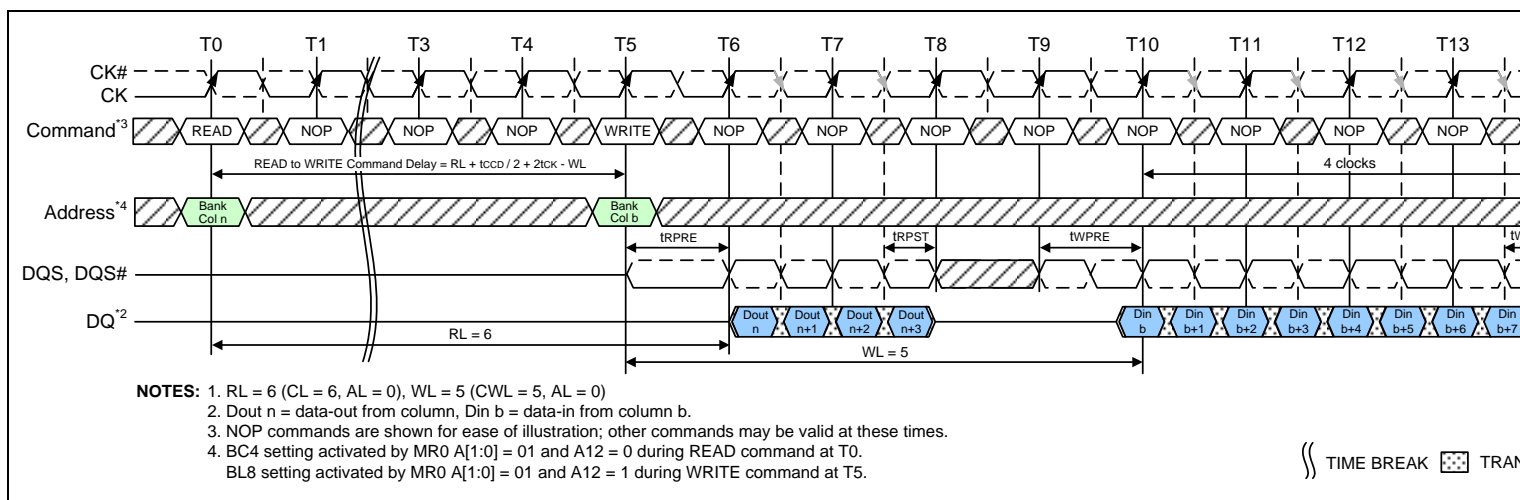 T0 T1 T3 T4 T5 T6 T7 T8 T9 T10 T11 T12 T13
CK#
CK
Command*3 READ NOP NOP NOP WRITE NOP NOP NOP NOP NOP NOP NOP NOP
READ to WRITE Command Delay = RL + tCCD / 2 + 2tCK - WL
4 clocks
Address*4 Bank Col n Bank Col b
tRPRE tRPST tWPRE
DQS, DQS#
DQ*2 Dout n Dout n+1 Dout n+2 Dout n+3 Din b Din b+1 Din b+2 Din b+3 Din b+4 Din b+5 Din b+6 Din b+7
RL = 6
WL = 5
NOTES: 1. RL = 6 (CL = 6, AL = 0), WL = 5 (CWL = 5, AL = 0)
2. Dout n = data-out from column, Din b = data-in from column b.
3. NOP commands are shown for ease of illustration; other commands may be valid at these times.
4. BC4 setting activated by MR0 A[1:0] = 01 and A12 = 0 during READ command at T0.
BL8 setting activated by MR0 A[1:0] = 01 and A12 = 1 during WRITE command at T5.
TIME BREAK